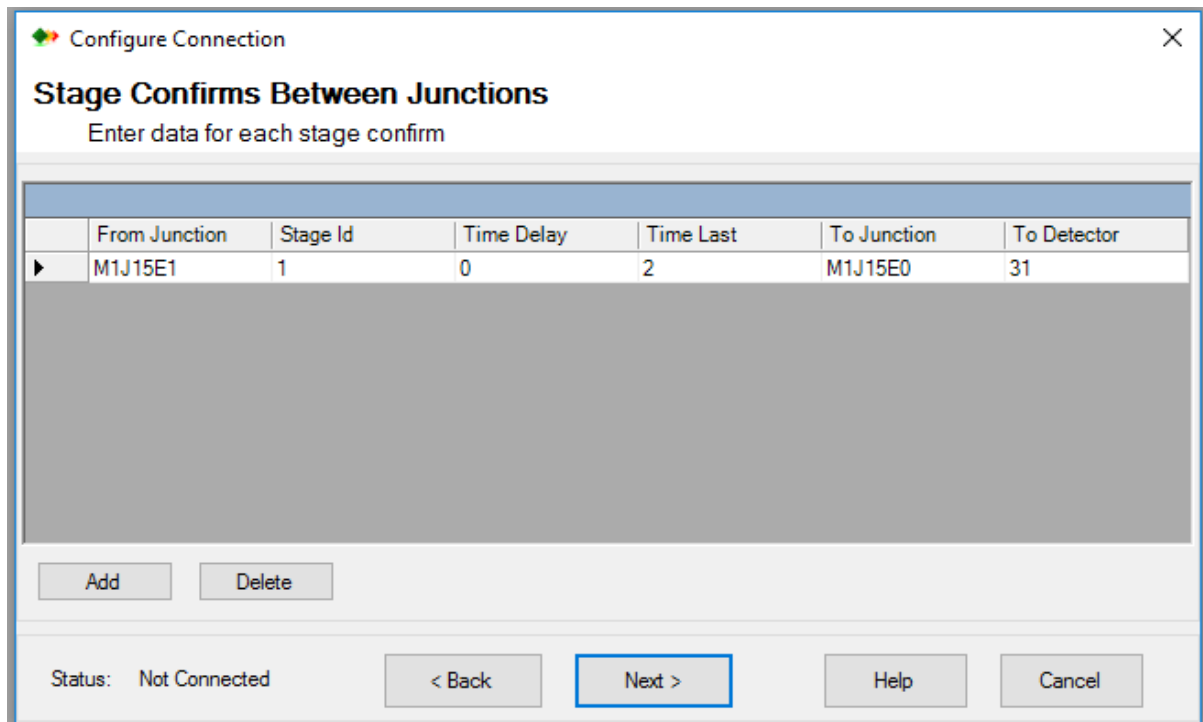 Configure Connection
Stage Confirms Between Junctions
Enter data for each stage confirm
From Junction Stage Id Time Delay Time Last To Junction To Detector
M1J15E1 1 0 2 M1J15E0 31
Add Delete
Status: Not Connected < Back Next > Help Cancel